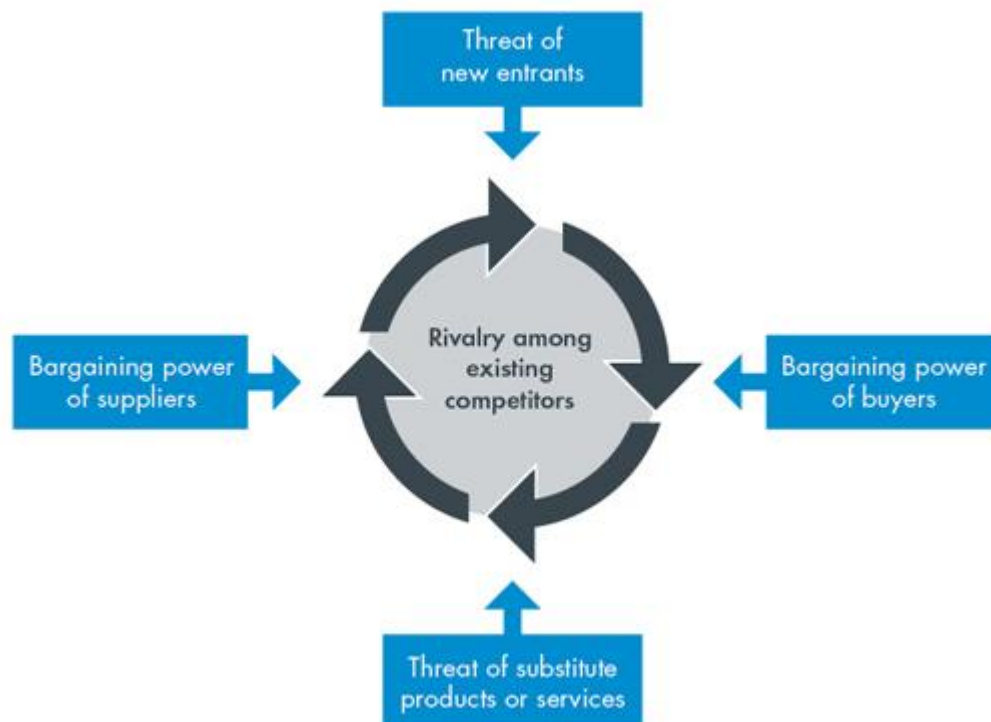 Threat of
new entrants
Rivalry among
existing
competitors
Bargaining power
of suppliers
Bargaining power
of buyers
Threat of substitute
products or services